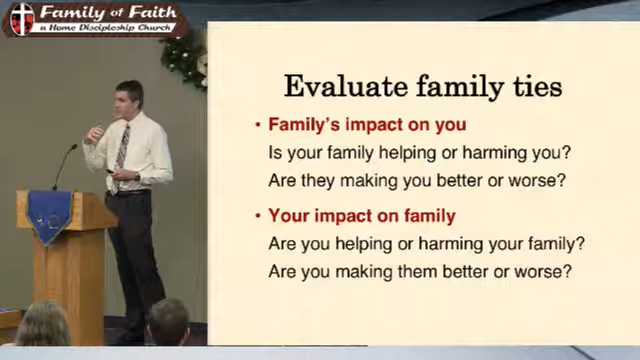 Family of Faith
a Home Discipleship Church
Evaluate family ties
• Family's impact on you
Is your family helping or harming you?
Are they making you better or worse?
• Your impact on family
Are you helping or harming your family?
Are you making them better or worse?